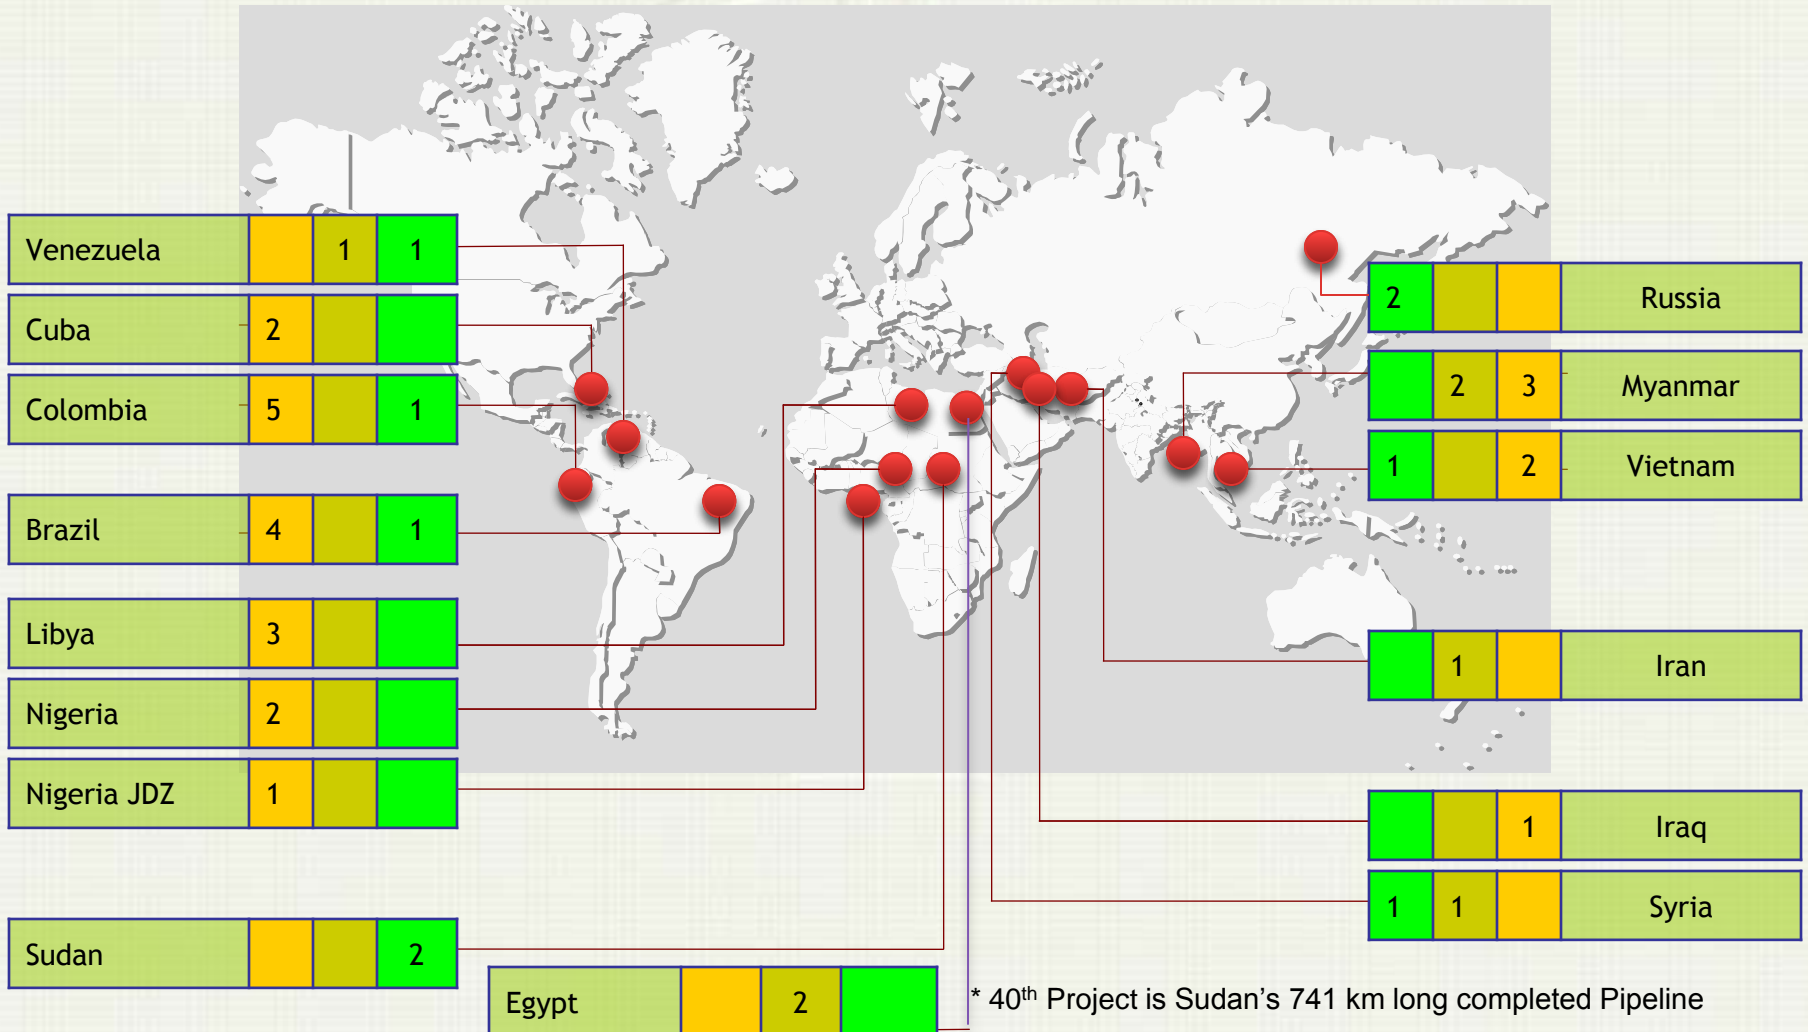 Venezuela 1 1
Cuba 2
Colombia 5 1
Brazil 4 1
Libya 3
Nigeria 2
Nigeria JDZ 1
Sudan 2
Egypt 2
2 Russia
2 3 Myanmar
1 2 Vietnam
1 Iran
1 Iraq
1 1 Syria
* 40th Project is Sudan's 741 km long completed Pipeline